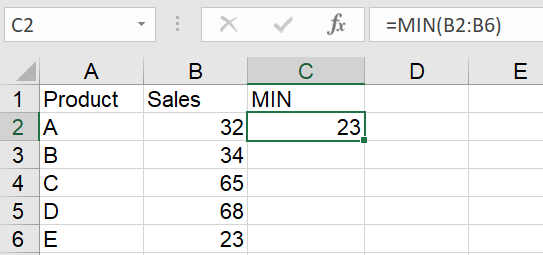 C2 fx =MIN(B2:B6)
A B C D E
1 Product Sales MIN
2 A 32 23
3 B 34
4 C 65
5 D 68
6 E 23